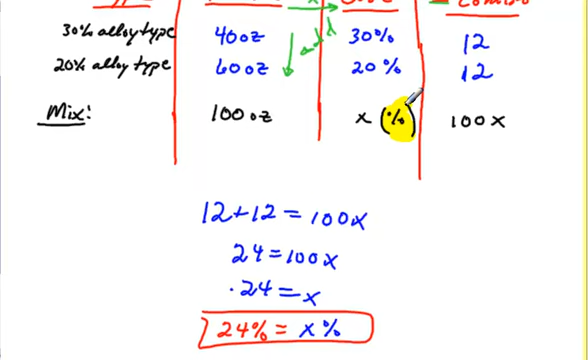 30% alloy type 40oz 30% 12
20% alloy type 60oz 20% 12
Mix: 100oz x (%) 100x
add
12+12 = 100x
24 = 100x
.24 = x
24% = x%